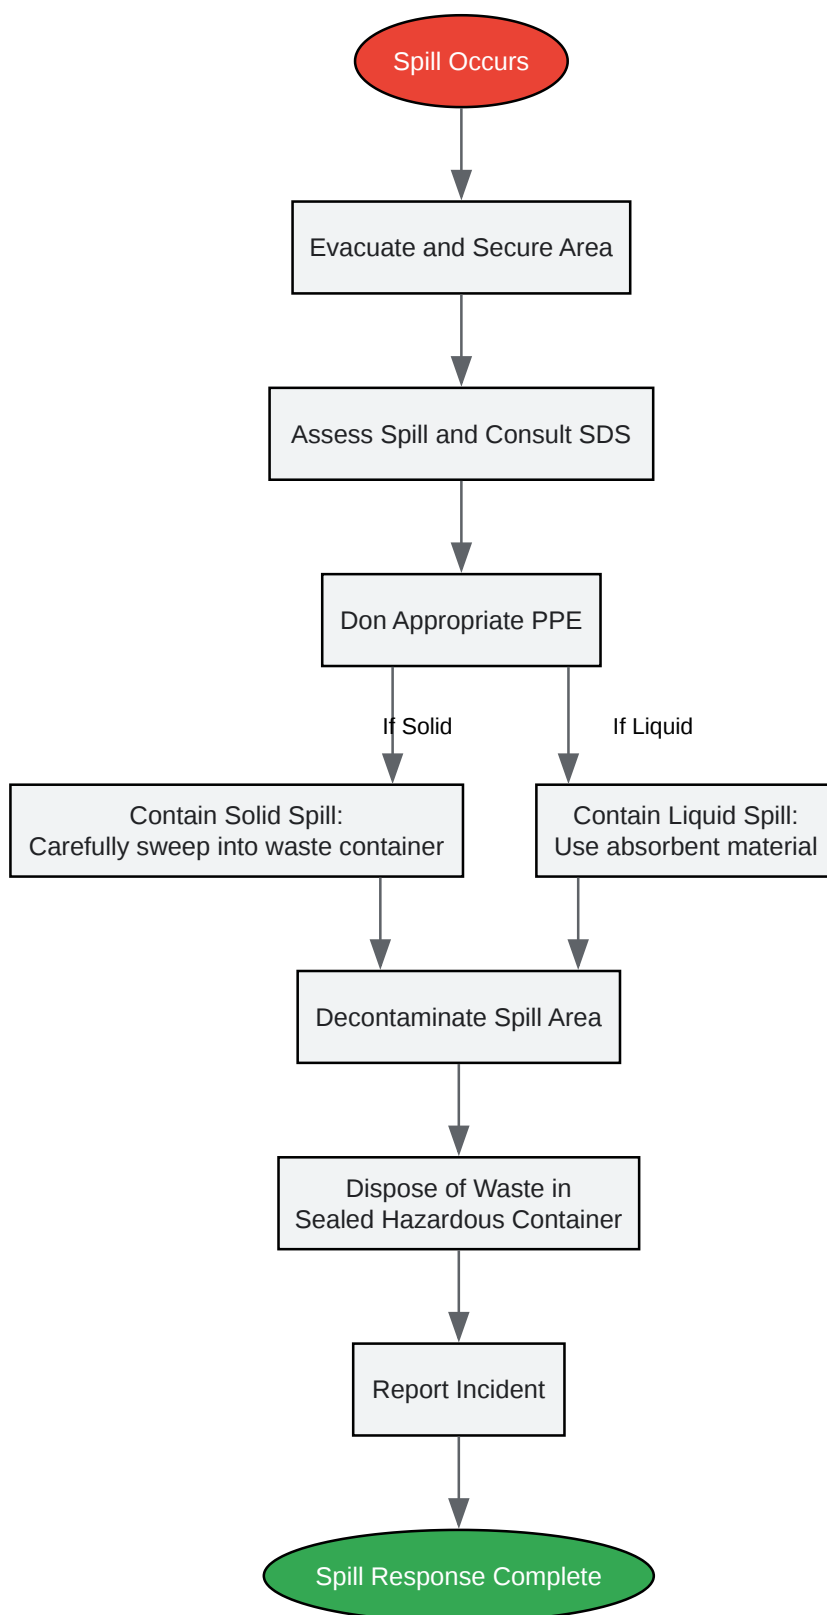 Spill Occurs
Evacuate and Secure Area
Assess Spill and Consult SDS
Don Appropriate PPE
If Solid
If Liquid
Contain Solid Spill:
Carefully sweep into waste container
Contain Liquid Spill:
Use absorbent material
Decontaminate Spill Area
Dispose of Waste in
Sealed Hazardous Container
Report Incident
Spill Response Complete